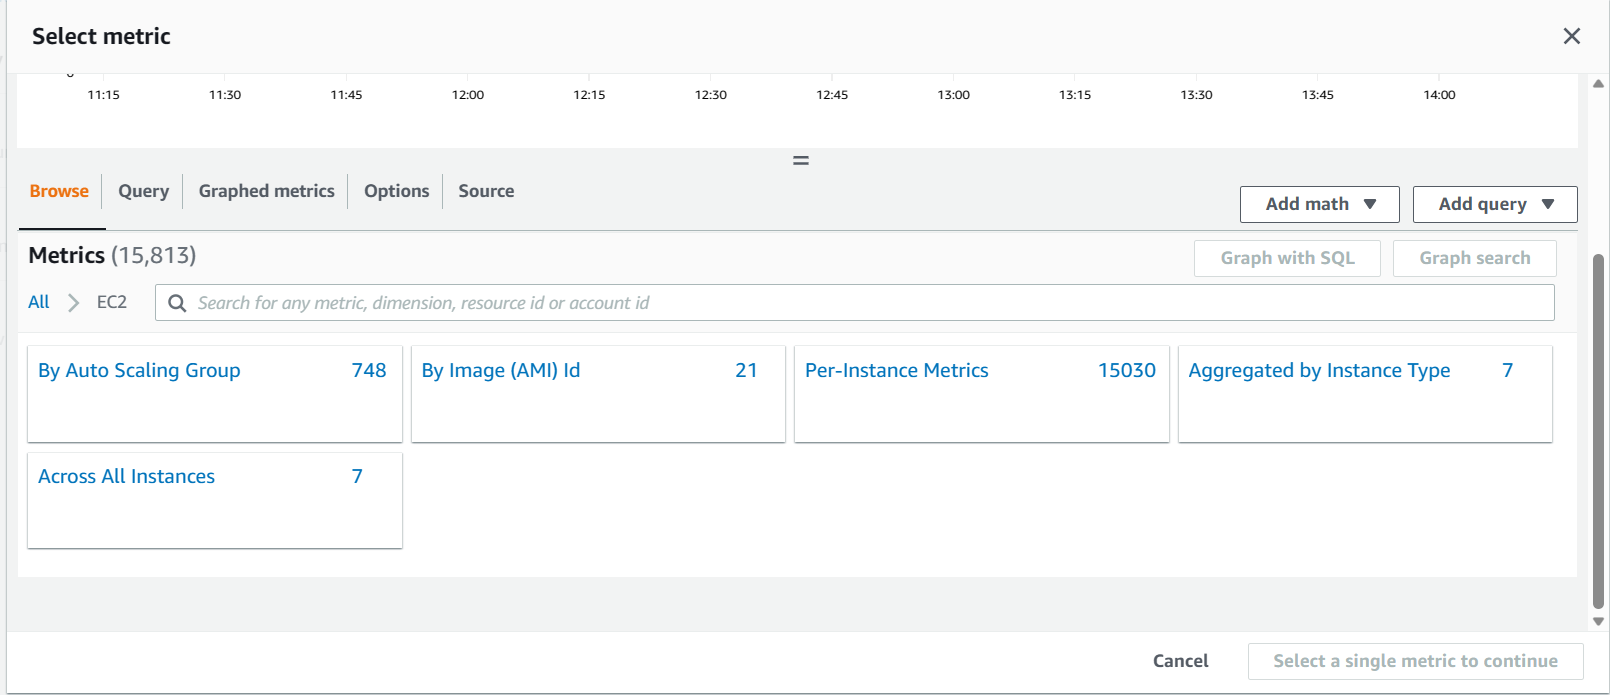 Select metric
11:15 11:30 11:45 12:00 12:15 12:30 12:45 13:00 13:15 13:30 13:45 14:00
Browse Query Graphed metrics Options Source
Add math Add query
Metrics (15,813)
Graph with SQL Graph search
All EC2 Search for any metric, dimension, resource id or account id
By Auto Scaling Group 748 By Image (AMI) Id 21 Per-Instance Metrics 15030 Aggregated by Instance Type 7
Across All Instances 7
Cancel Select a single metric to continue